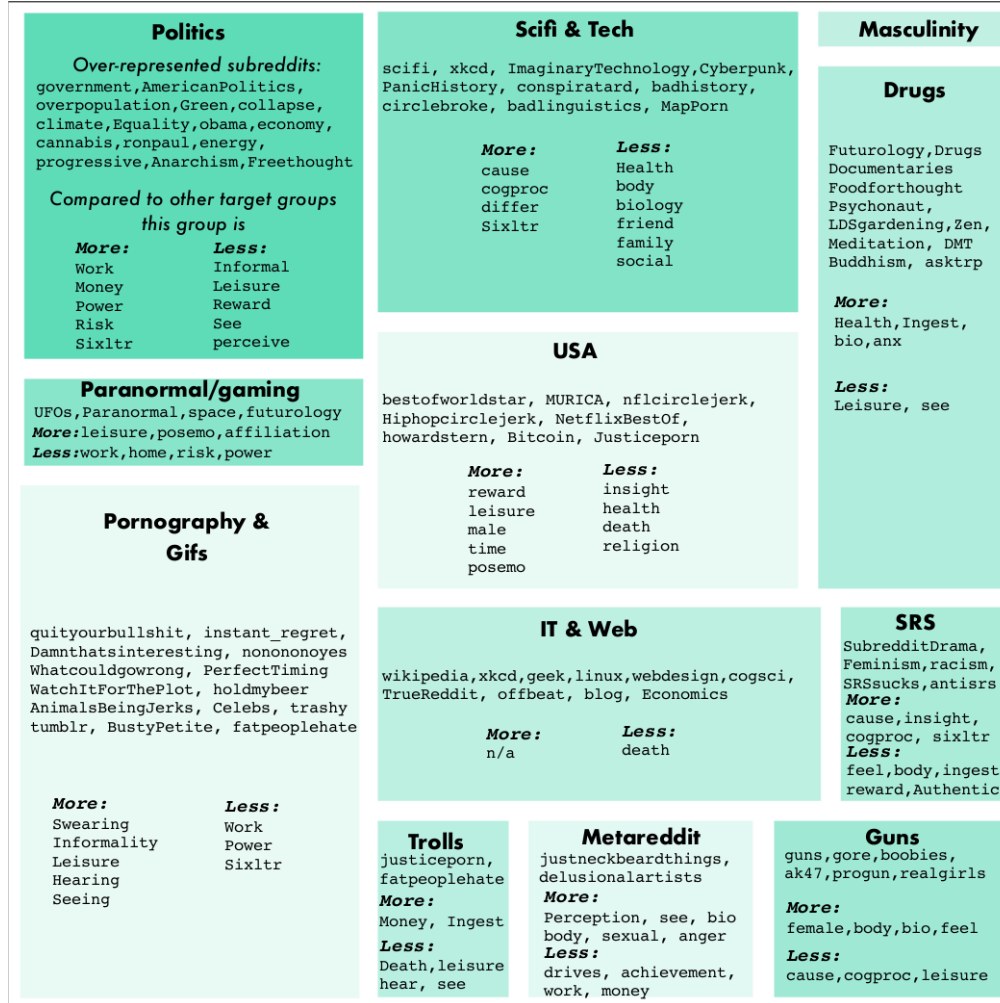 Politics
Over-represented subreddits:
government,AmericanPolitics,
overpopulation,Green,collapse,
climate,Equality,obama,economy,
cannabis,ronpaul,energy,
progressive,Anarchism,Freethought
Compared to other target groups
this group is
More:
Work
Money
Power
Risk
Sixltr
Less:
Informal
Leisure
Reward
See
perceive
Paranormal/gaming
UFOs,Paranormal,space,futurology
More:leisure,posemo,affiliation
Less:work,home,risk,power
Pornography &
Gifs
quityourbullshit, instant_regret,
Damnthatsinteresting, nonononoyes
Whatcouldgowrong, PerfectTiming
WatchItForThePlot, holdmybeer
AnimalsBeingJerks, Celebs, trashy
tumblr, BustyPetite, fatpeoplehate
More:
Swearing
Informality
Leisure
Hearing
Seeing
Less:
Work
Power
Sixltr
Scifi & Tech
scifi, xkcd, ImaginaryTechnology,Cyberpunk,
PanicHistory, conspiratard, badhistory,
circlebroke, badlinguistics, MapPorn
More:
cause
cogproc
differ
Sixltr
Less:
Health
body
biology
friend
family
social
USA
bestofworldstar, MURICA, nflcirclejerk,
Hiphopcirclejerk, NetflixBestOf,
howardstern, Bitcoin, Justiceporn
More:
reward
leisure
male
time
posemo
Less:
insight
health
death
religion
IT & Web
wikipedia,xkcd,geek,linux,webdesign,cogsci,
TrueReddit, offbeat, blog, Economics
More:
n/a
Less:
death
Trolls
justiceporn,
fatpeoplehate
More:
Money, Ingest
Less:
Death,leisure
hear, see
Metareddit
justneckbeardthings,
delusionalartists
More:
Perception, see, bio
body, sexual, anger
Less:
drives, achievement,
work, money
Masculinity
Drugs
Futurology,Drugs
Documentaries
Foodforthought
Psychonaut,
LDSgardening,Zen,
Meditation, DMT
Buddhism, asktrp
More:
Health,Ingest,
bio,anx
Less:
Leisure, see
SRS
SubredditDrama,
Feminism,racism,
SRSsucks,antisrs
More:
cause,insight,
cogproc, sixltr
Less:
feel,body,ingest
reward,Authentic
Guns
guns,gore,boobies,
ak47,progun,realgirls
More:
female,body,bio,feel
Less:
cause,cogproc,leisure